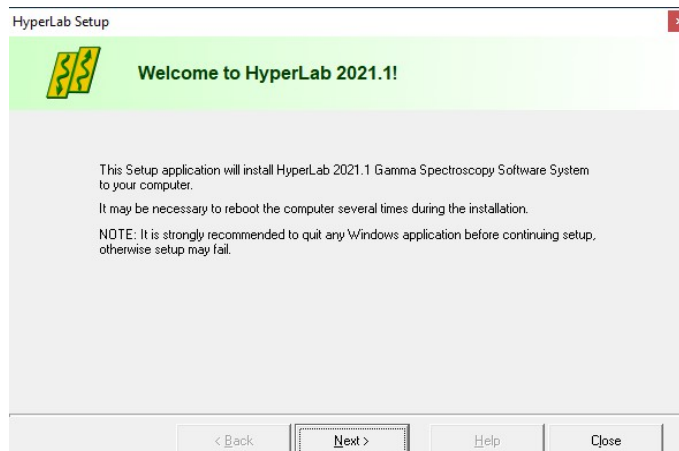 HyperLab Setup
Welcome to HyperLab 2021.1!
This Setup application will install HyperLab 2021.1 Gamma Spectroscopy Software System
to your computer.
It may be necessary to reboot the computer several times during the installation.
NOTE: It is strongly recommended to quit any Windows application before continuing setup,
otherwise setup may fail.
< Back Next > Help Close